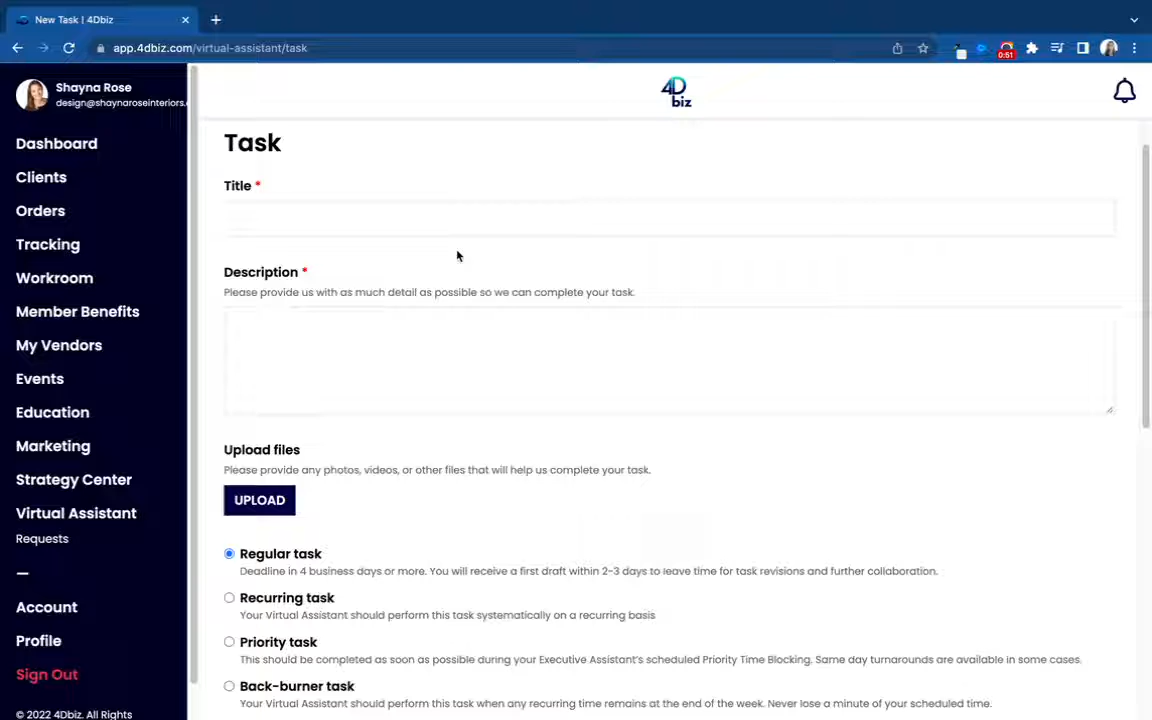 New Task | 4Dbiz
app.4dbiz.com/virtual-assistant/task
0:51
Shayna Rose
design@shaynaroseinteriors.
4D
biz
Dashboard
Clients
Orders
Tracking
Workroom
Member Benefits
My Vendors
Events
Education
Marketing
Strategy Center
Virtual Assistant
Requests
Account
Profile
Sign Out
© 2022 4Dbiz. All Rights
Task
Title *
Description *
Please provide us with as much detail as possible so we can complete your task.
Upload files
Please provide any photos, videos, or other files that will help us complete your task.
UPLOAD
Regular task
Deadline in 4 business days or more. You will receive a first draft within 2-3 days to leave time for task revisions and further collaboration.
Recurring task
Your Virtual Assistant should perform this task systematically on a recurring basis
Priority task
This should be completed as soon as possible during your Executive Assistant's scheduled Priority Time Blocking. Same day turnarounds are available in some cases.
Back-burner task
Your Virtual Assistant should perform this task when any recurring time remains at the end of the week. Never lose a minute of your scheduled time.